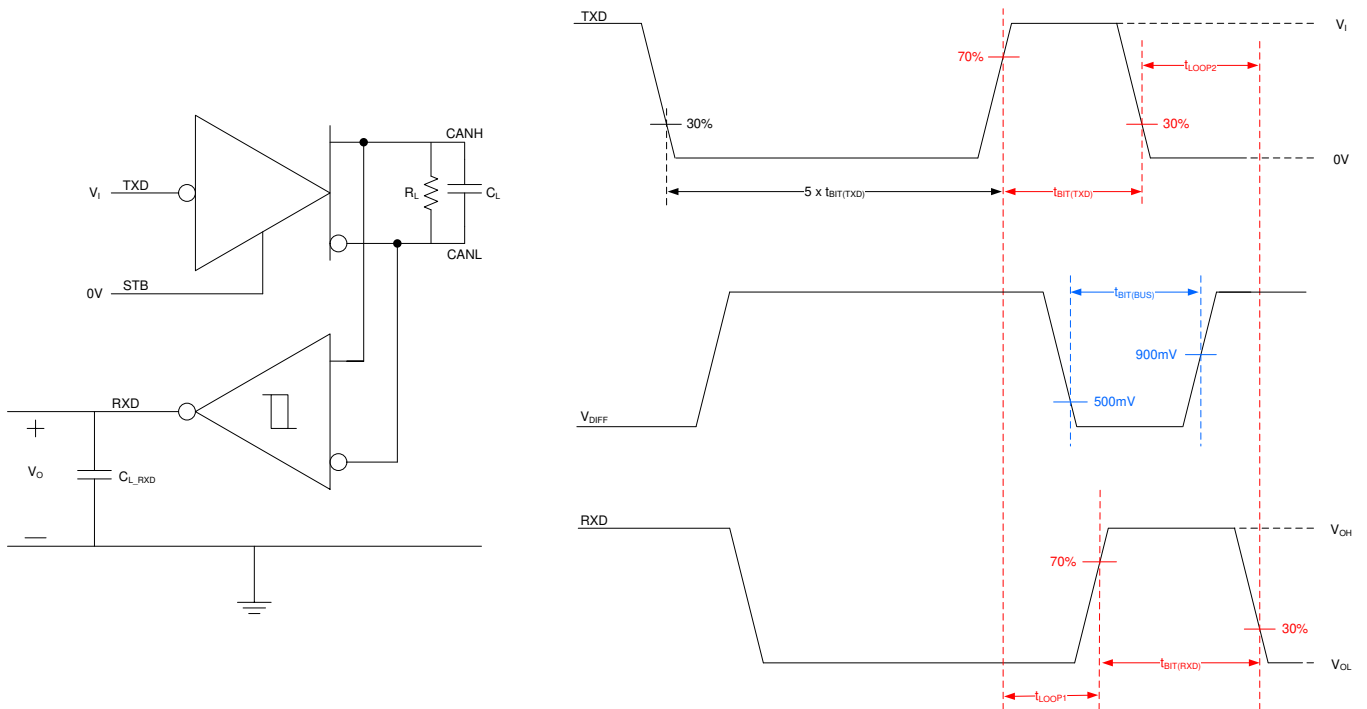 CANH
V_I TXD
R_L
C_L
CANL
STB
0V
RXD
+
V_O
C_L_RXD
—
TXD
V_I
70%
t_LOOP2
30%
30%
0V
5 x t_BIT(TXD)
t_BIT(TXD)
t_BIT(BUS)
900mV
500mV
V_DIFF
RXD
V_OH
70%
30%
t_BIT(RXD)
V_OL
t_LOOP1